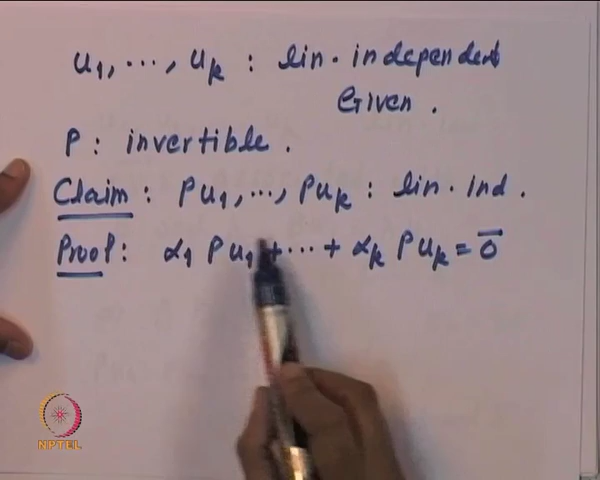 u₁, ..., uₖ : lin. independent
Given.
P : invertible.
Claim : Pu₁, ..., Puₖ : lin. ind.
Proof : α₁ Pu₁ + ... + αₖ Puₖ = 0̅
NPTEL